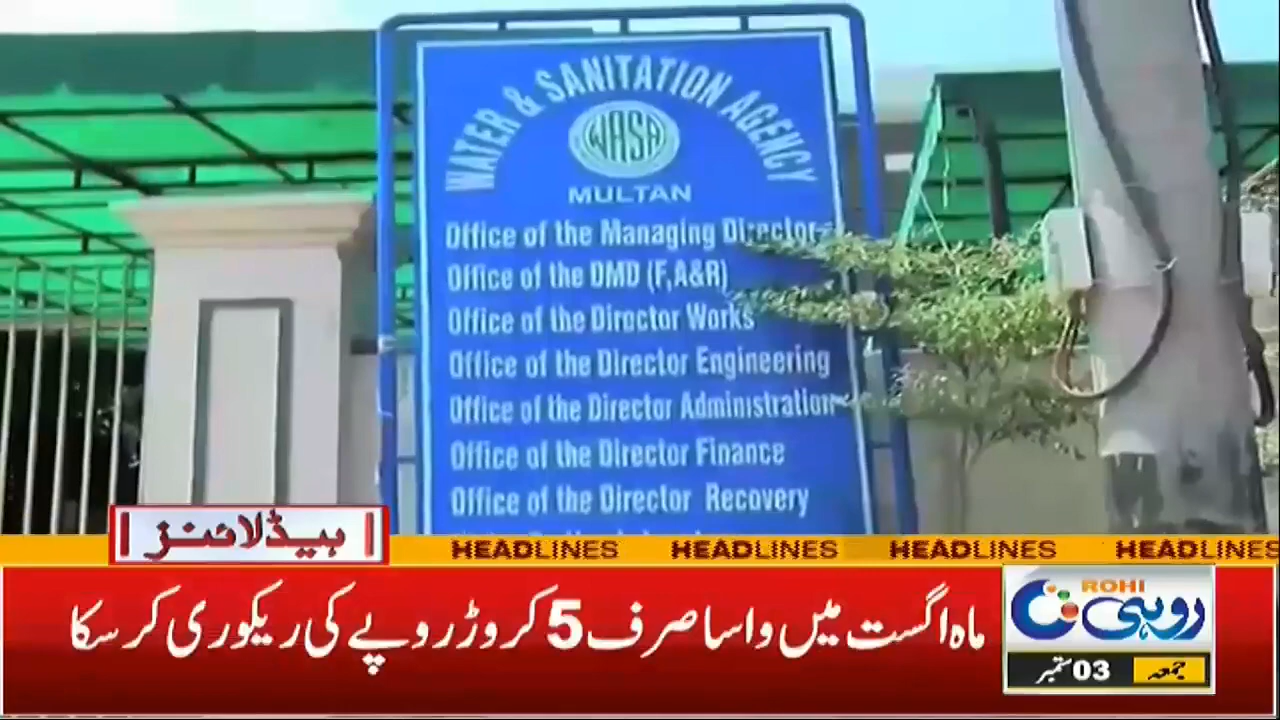 WATER & SANITATION AGENCY
WASA
MULTAN
Office of the Managing Director
Office of the DMD (F,A&R)
Office of the Director Works
Office of the Director Engineering
Office of the Director Administration
Office of the Director Finance
Office of the Director Recovery
ہیڈلائنز
HEADLINES HEADLINES HEADLINES HEADLINES
ماہ اگست میں واسا صرف 5 کروڑ روپے کی ریکوری کر سکا
ROHI
روہی
جمعہ 03 ستمبر